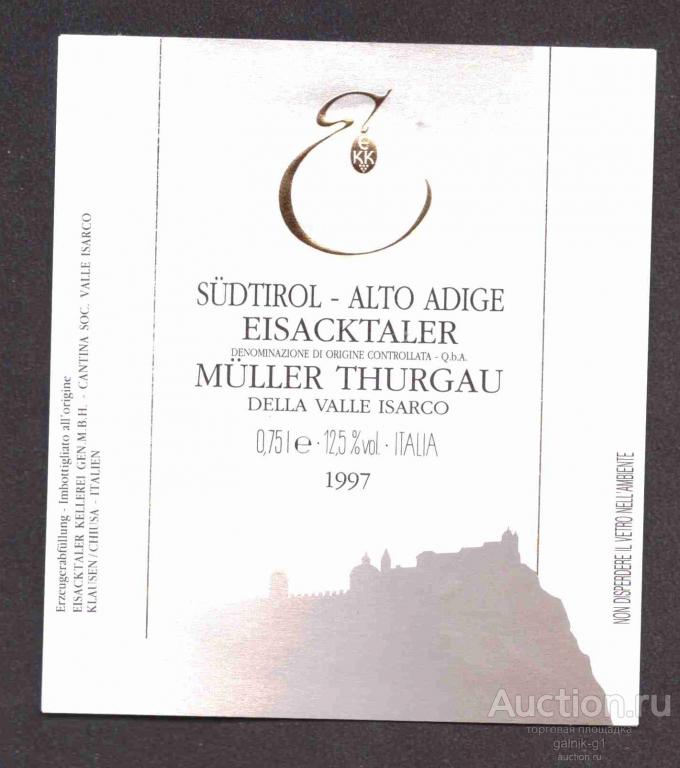 e
KK
SÜDTIROL - ALTO ADIGE
EISACKTALER
DENOMINAZIONE DI ORIGINE CONTROLLATA - Q.b.A.
MÜLLER THURGAU
DELLA VALLE ISARCO
0,75 l e · 12,5 % vol. · ITALIA
1997
Erzeugerabfüllung - Imbottigliato all'origine
EISACKTALER KELLEREI GEN.M.B.H. - CANTINA SOC. VALLE ISARCO
KLAUSEN / CHIUSA - ITALIEN
NON DISPERDERE IL VETRO NELL'AMBIENTE
Auction.ru
торговая площадка
galnik-g1
auction.ru